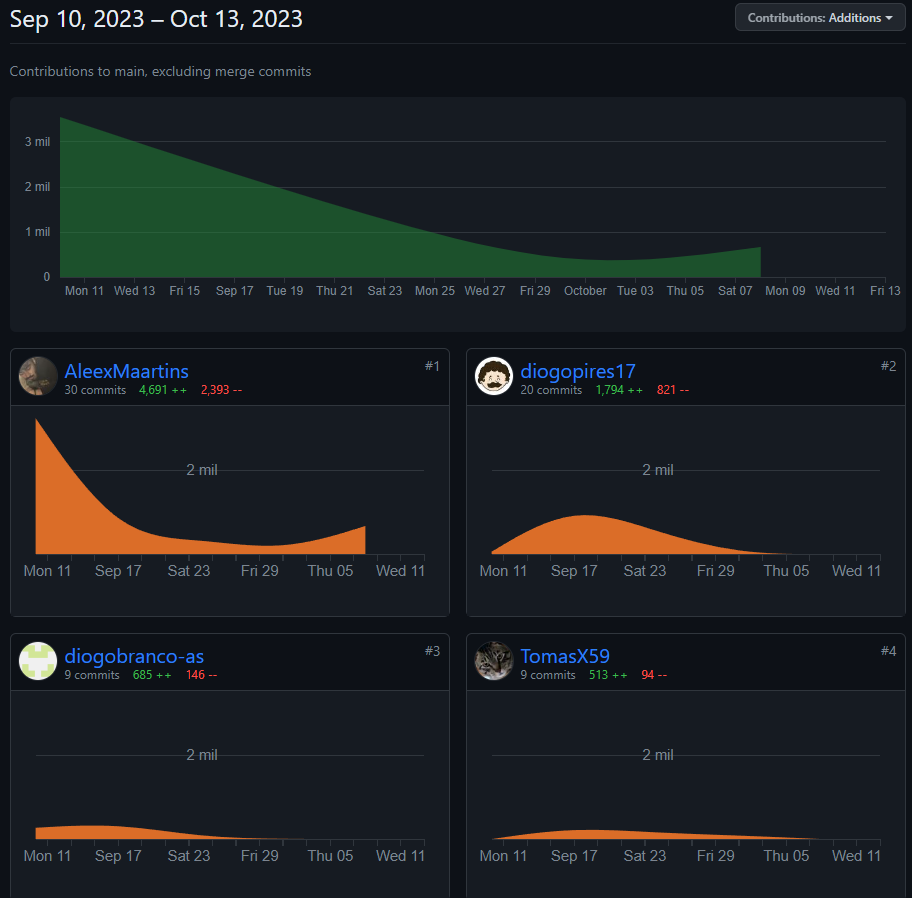 Sep 10, 2023 – Oct 13, 2023
Contributions: Additions
Contributions to main, excluding merge commits
3 mil
2 mil
1 mil
0
Mon 11 Wed 13 Fri 15 Sep 17 Tue 19 Thu 21 Sat 23 Mon 25 Wed 27 Fri 29 October Tue 03 Thu 05 Sat 07 Mon 09 Wed 11 Fri 13
AleexMaartins #1
30 commits 4,691 ++ 2,393 --
2 mil
Mon 11 Sep 17 Sat 23 Fri 29 Thu 05 Wed 11
diogopires17 #2
20 commits 1,794 ++ 821 --
2 mil
Mon 11 Sep 17 Sat 23 Fri 29 Thu 05 Wed 11
diogobranco-as #3
9 commits 685 ++ 146 --
2 mil
Mon 11 Sep 17 Sat 23 Fri 29 Thu 05 Wed 11
TomasX59 #4
9 commits 513 ++ 94 --
2 mil
Mon 11 Sep 17 Sat 23 Fri 29 Thu 05 Wed 11